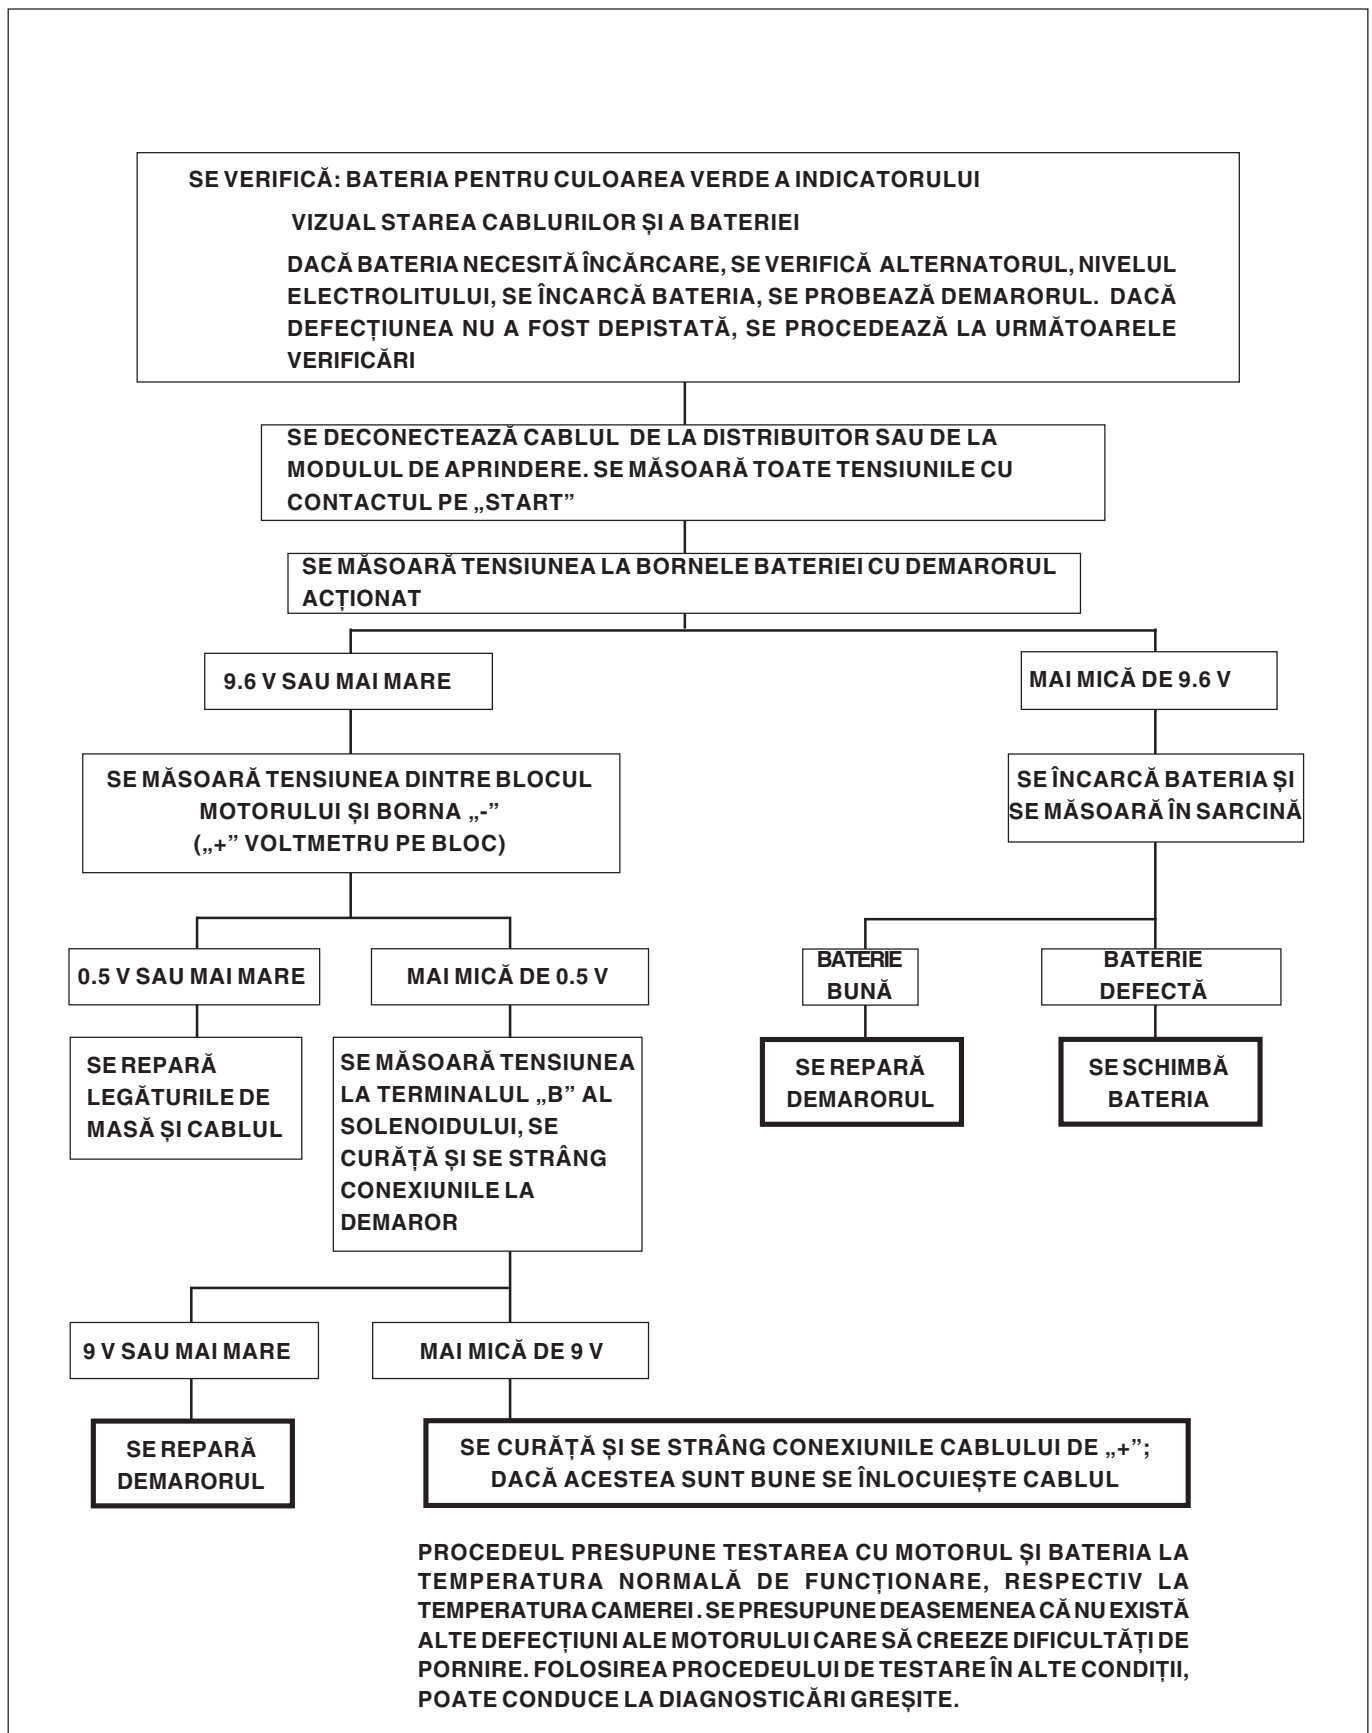 SE VERIFICĂ: BATERIA PENTRU CULOAREA VERDE A INDICATORULUI
VIZUAL STAREA CABLURILOR ȘI A BATERIEI
DACĂ BATERIA NECESITĂ ÎNCĂRCARE, SE VERIFICĂ ALTERNATORUL, NIVELUL
ELECTROLITULUI, SE ÎNCARCĂ BATERIA, SE PROBEAZĂ DEMARORUL. DACĂ
DEFECȚIUNEA NU A FOST DEPISTATĂ, SE PROCEDEAZĂ LA URMĂTOARELE
VERIFICĂRI
SE DECONECTEAZĂ CABLUL DE LA DISTRIBUITOR SAU DE LA
MODULUL DE APRINDERE. SE MĂSOARĂ TOATE TENSIUNILE CU
CONTACTUL PE „START”
SE MĂSOARĂ TENSIUNEA LA BORNELE BATERIEI CU DEMARORUL
ACȚIONAT
9.6 V SAU MAI MARE
MAI MICĂ DE 9.6 V
SE MĂSOARĂ TENSIUNEA DINTRE BLOCUL
MOTORULUI ȘI BORNA „-”
(„+” VOLTMETRU PE BLOC)
SE ÎNCARCĂ BATERIA ȘI
SE MĂSOARĂ ÎN SARCINĂ
0.5 V SAU MAI MARE
MAI MICĂ DE 0.5 V
BATERIE
BUNĂ
BATERIE
DEFECTĂ
SE REPARĂ
LEGĂTURILE DE
MASĂ ȘI CABLUL
SE MĂSOARĂ TENSIUNEA
LA TERMINALUL „B” AL
SOLENOIDULUI, SE
CURĂȚĂ ȘI SE STRÂNG
CONEXIUNILE LA
DEMAROR
SE REPARĂ
DEMARORUL
SE SCHIMBĂ
BATERIA
9 V SAU MAI MARE
MAI MICĂ DE 9 V
SE REPARĂ
DEMARORUL
SE CURĂȚĂ ȘI SE STRÂNG CONEXIUNILE CABLULUI DE „+”;
DACĂ ACESTEA SUNT BUNE SE ÎNLOCUIEȘTE CABLUL
PROCEDEUL PRESUPUNE TESTAREA CU MOTORUL ȘI BATERIA LA
TEMPERATURA NORMALĂ DE FUNCȚIONARE, RESPECTIV LA
TEMPERATURA CAMEREI. SE PRESUPUNE DEASEMENEA CĂ NU EXISTĂ
ALTE DEFECȚIUNI ALE MOTORULUI CARE SĂ CREEZE DIFICULTĂȚI DE
PORNIRE. FOLOSIREA PROCEDEULUI DE TESTARE ÎN ALTE CONDIȚII,
POATE CONDUCE LA DIAGNOSTICĂRI GREȘITE.